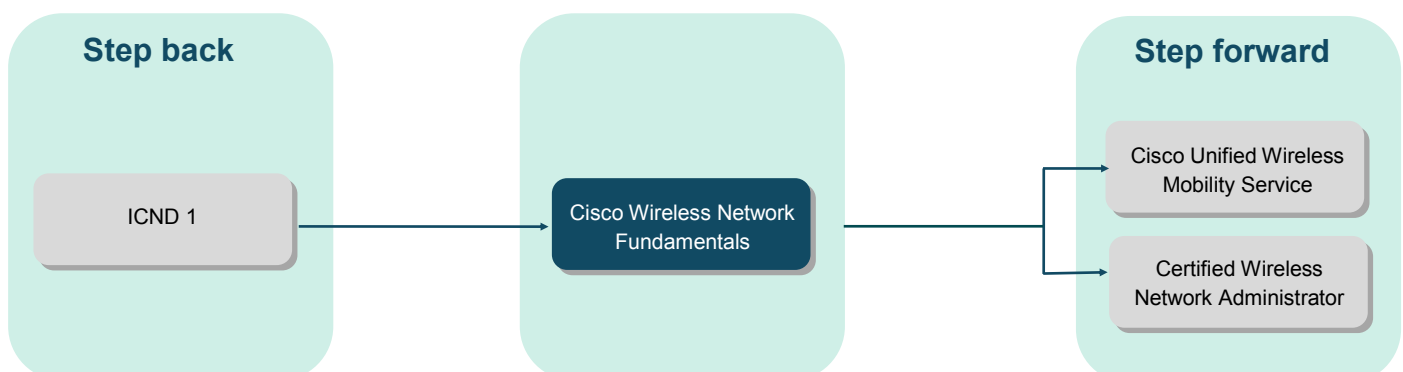 Step back
ICND 1
Cisco Wireless Network
Fundamentals
Step forward
Cisco Unified Wireless
Mobility Service
Certified Wireless
Network Administrator